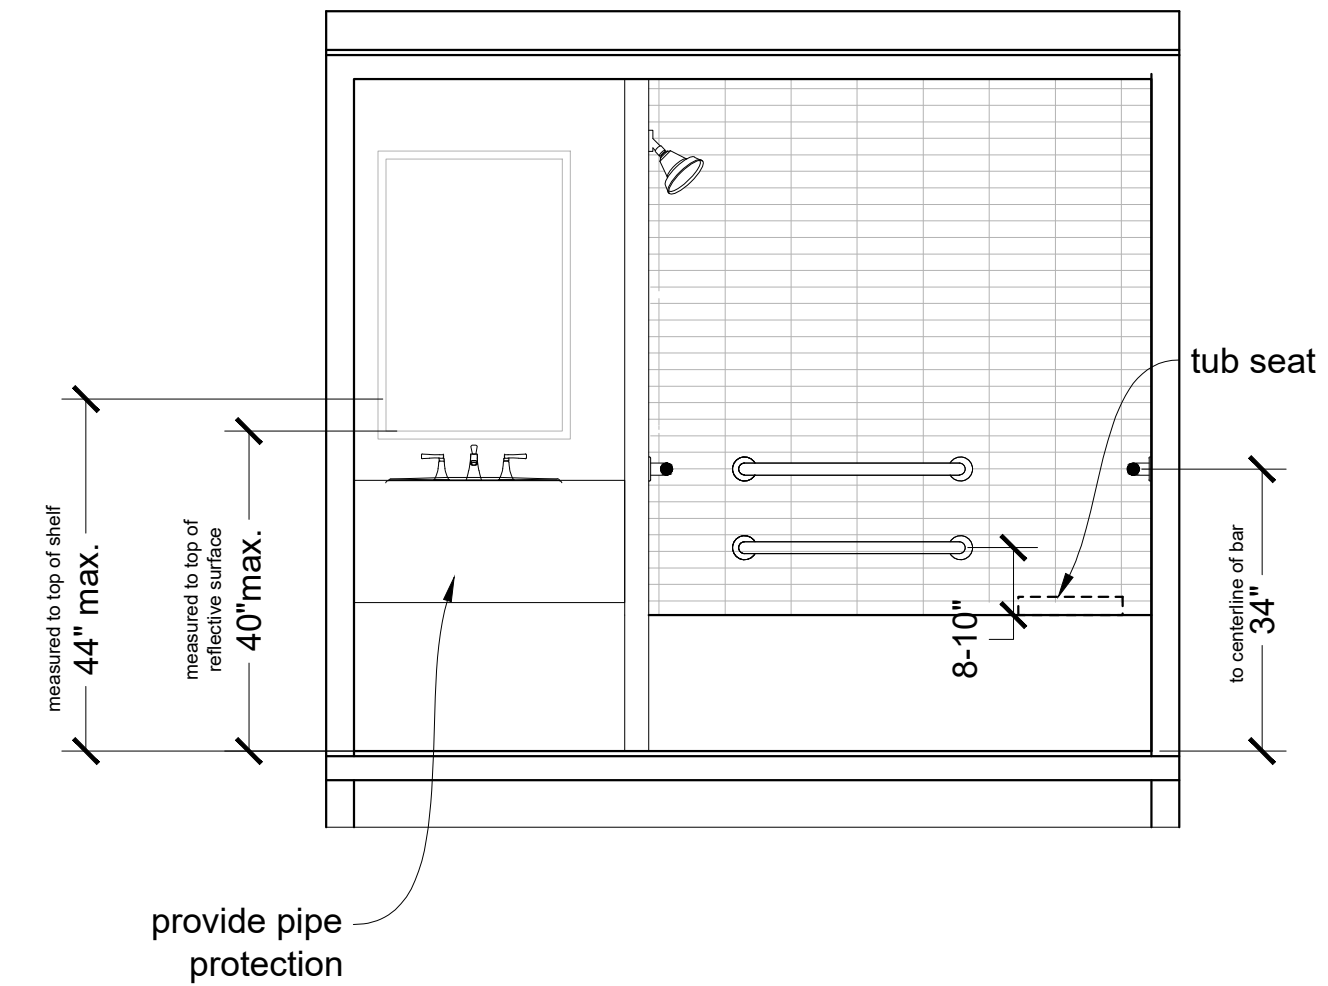 tub seat
measured to top of shelf
44" max.
measured to top of
reflective surface
40"max.
8-10"
to centerline of bar
34"
provide pipe
protection